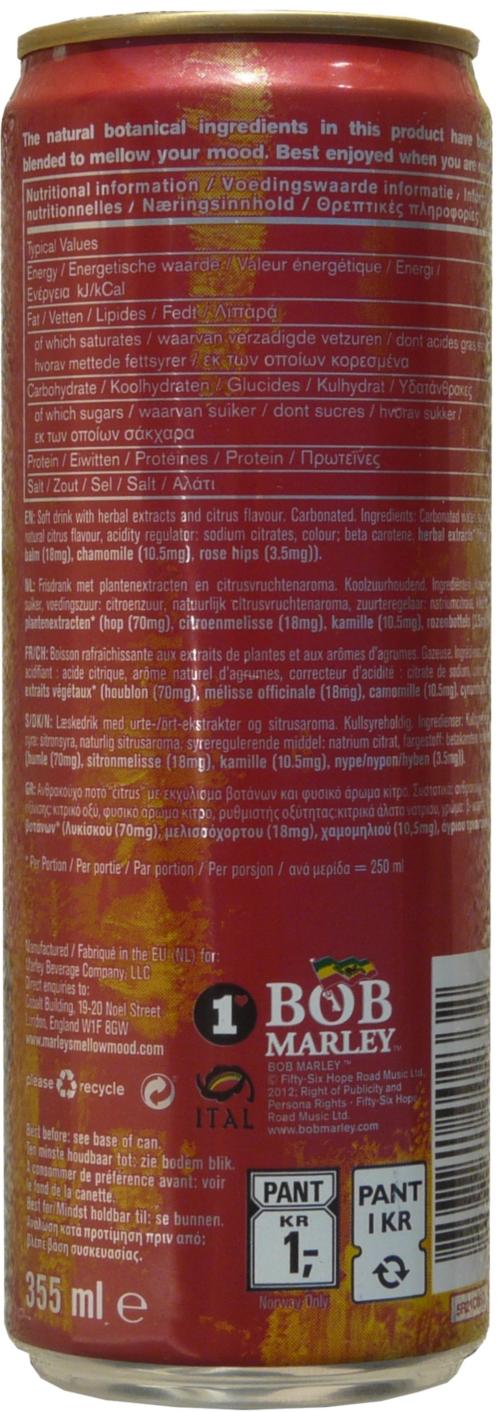 The natural botanical ingredients in this product have
blended to mellow your mood. Best enjoyed when you are
Nutritional information / Voedingswaarde informatie /
nutritionnelles / Næringsinnhold / Θρεπτικές πληροφορίες
Typical Values
Energy / Energetische waarde / Valeur énergétique / Energi /
Ενέργεια kJ/kCal
Fat / Vetten / Lipides / Fedt / Λιπαρά
of which saturates / waarvan verzadigde vetzuren / dont acides gras
hvorav mettede fettsyrer / εκ των οποίων κορεσμένα
Carbohydrate / Koolhydraten / Glucides / Kulhydrat / Υδατάνθρακες
of which sugars / waarvan suiker / dont sucres / hvorav sukker /
εκ των οποίων σάκχαρα
Protein / Eiwitten / Protéines / Protein / Πρωτεΐνες
Salt / Zout / Sel / Salt / Αλάτι
EN: Soft drink with herbal extracts and citrus flavour. Carbonated. Ingredients: Carbonated water,
natural citrus flavour, acidity regulator: sodium citrates, colour; beta carotene, herbal extracts*
balm (18mg), chamomile (10.5mg), rose hips (3.5mg)).
NL: Frisdrank met plantenextracten en citrusvruchtenaroma. Koolzuurhoudend. Ingrediënten:
suiker, voedingszuur: citroenzuur, natuurlijk citrusvruchtenaroma, zuurteregelaar: natriumcitraat,
plantenextracten* (hop (70mg), citroenmelisse (18mg), kamille (10.5mg), rozenbottels
FR/CH: Boisson rafraîchissante aux extraits de plantes et aux arômes d'agrumes. Gazeuse. Ingrédients:
acidifiant : acide citrique, arôme naturel d'agrumes, correcteur d'acidité : citrate de sodium,
extraits végétaux* (houblon (70mg), mélisse officinale (18mg), camomille (10.5mg),
S/DK/N: Læskedrik med urte-/ört-ekstrakter og sitrusaroma. Kullsyreholdig. Ingredienser:
syra: sitronsyra, naturlig sitrusaroma, syreregulerende middel: natrium citrat, fargestoff:
(humle (70mg), sitronmelisse (18mg), kamille (10.5mg), nype/nypon/hyben (3.5mg)).
GR: Ανθρακούχο ποτό "citrus" με εκχύλισμα βοτάνων και φυσικό άρωμα κίτρο. Συστατικά:
οξύνισης: κιτρικό οξύ, φυσικό άρωμα κίτρο, ρυθμιστής οξύτητας: κιτρικά άλατα νατρίου, χρώμα:
βοτάνων* (λυκίσκου (70mg), μελισσόχορτου (18mg), χαμομηλιού (10,5mg),
* Per Portion / Per portie / Par portion / Per porsjon / ανά μερίδα = 250 ml
Manufactured / Fabriqué in the EU (NL) for:
Marley Beverage Company, LLC
Direct enquiries to:
Cobalt Building, 19-20 Noel Street
London, England W1F 8GW
www.marleysmellowmood.com
please recycle
1
BOB
MARLEY™
BOB MARLEY™
© Fifty-Six Hope Road Music Ltd.
2012; Right of Publicity and
Persona Rights - Fifty-Six Hope
Road Music Ltd.
www.bobmarley.com
ITAL
Best before: see base of can.
Ten minste houdbaar tot: zie bodem blik.
A consommer de préférence avant: voir
le fond de la canette.
Best før/Mindst holdbar til: se bunnen.
Ανάλωση κατά προτίμηση πριν από:
βλέπε βάση συσκευασίας.
PANT
KR
1,-
Norway Only
PANT
1 KR
355 ml e